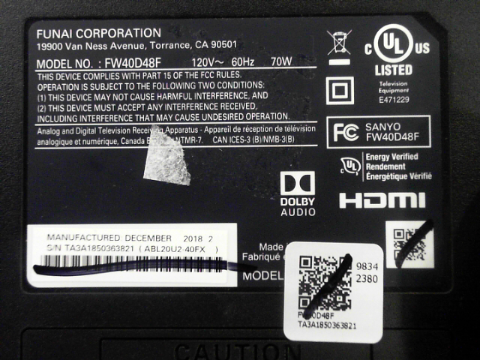 FUNAI CORPORATION
19900 Van Ness Avenue, Torrance, CA 90501
MODEL NO. : FW40D48F 120V~ 60Hz 70W
THIS DEVICE COMPLIES WITH PART 15 OF THE FCC RULES.
OPERATION IS SUBJECT TO THE FOLLOWING TWO CONDITIONS:
(1) THIS DEVICE MAY NOT CAUSE HARMFUL INTERFERENCE, AND
(2) THIS DEVICE MUST ACCEPT ANY INTERFERENCE RECEIVED,
INCLUDING INTERFERENCE THAT MAY CAUSE UNDESIRED OPERATION.
Analog and Digital Television Receiving Apparatus - Appareil de réception de télévision
analogique et numérique, Canada NTMR-7. CAN ICES-3 (B)/NMB-3(B)
C UL US
LISTED
Television
Equipment
E471229
FC SANYO
FW40D48F
UL Energy Verified
Rendement
Énergétique Vérifié
DOLBY
AUDIO
HDMI
MANUFACTURED DECEMBER 2018 2
S/N TA3A1850363821 ( ABL20U2 40FX )
Made
Fabriqué e
MODEL
9834
2380
FW40D48F
TA3A1850363821
CAUTION